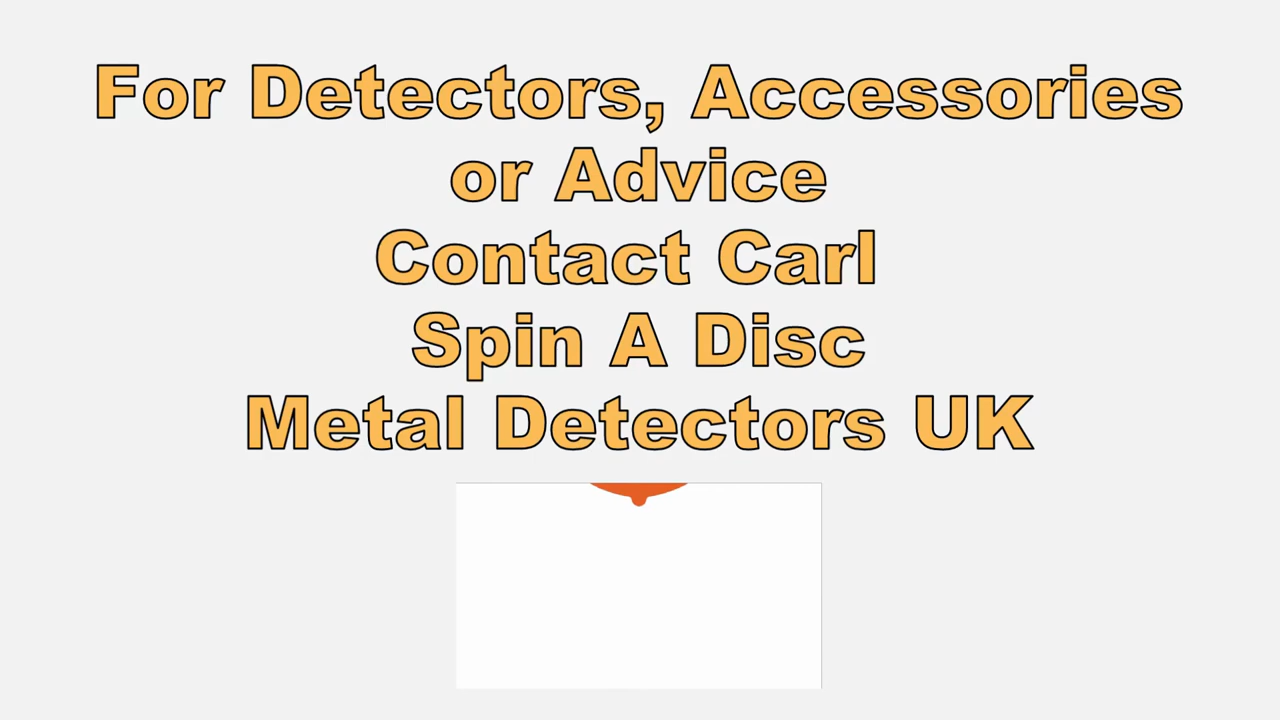 For Detectors, Accessories
or Advice
Contact Carl
Spin A Disc
Metal Detectors UK